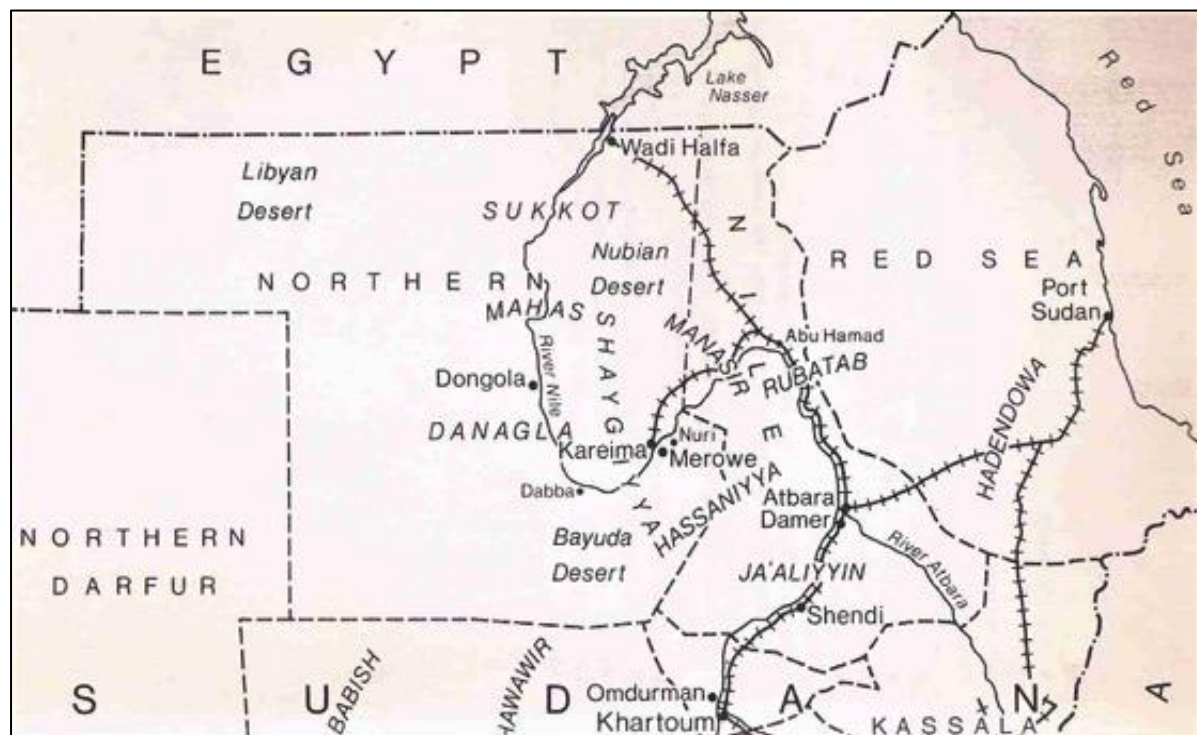 EGYPT
Lake
Nasser
Red
Sea
Wadi Halfa
Libyan
Desert
SUKKOT
NILE
Nubian
Desert
RED SEA
NORTHERN
MAHAS
Port
Sudan
SHAYGIYYA
MANASIR
Abu Hamad
River Nile
RUBATAB
Dongola
HADENDOWA
DANAGLA
Kareima
Nuri
Merowe
Dabba
HASSANIYYA
Atbara
Damer
NORTHERN
DARFUR
Bayuda
Desert
River Atbara
JA'ALIYYIN
Shendi
BABISH
HAWAWIR
SUDAN
Omdurman
Khartoum
KASSALA
A